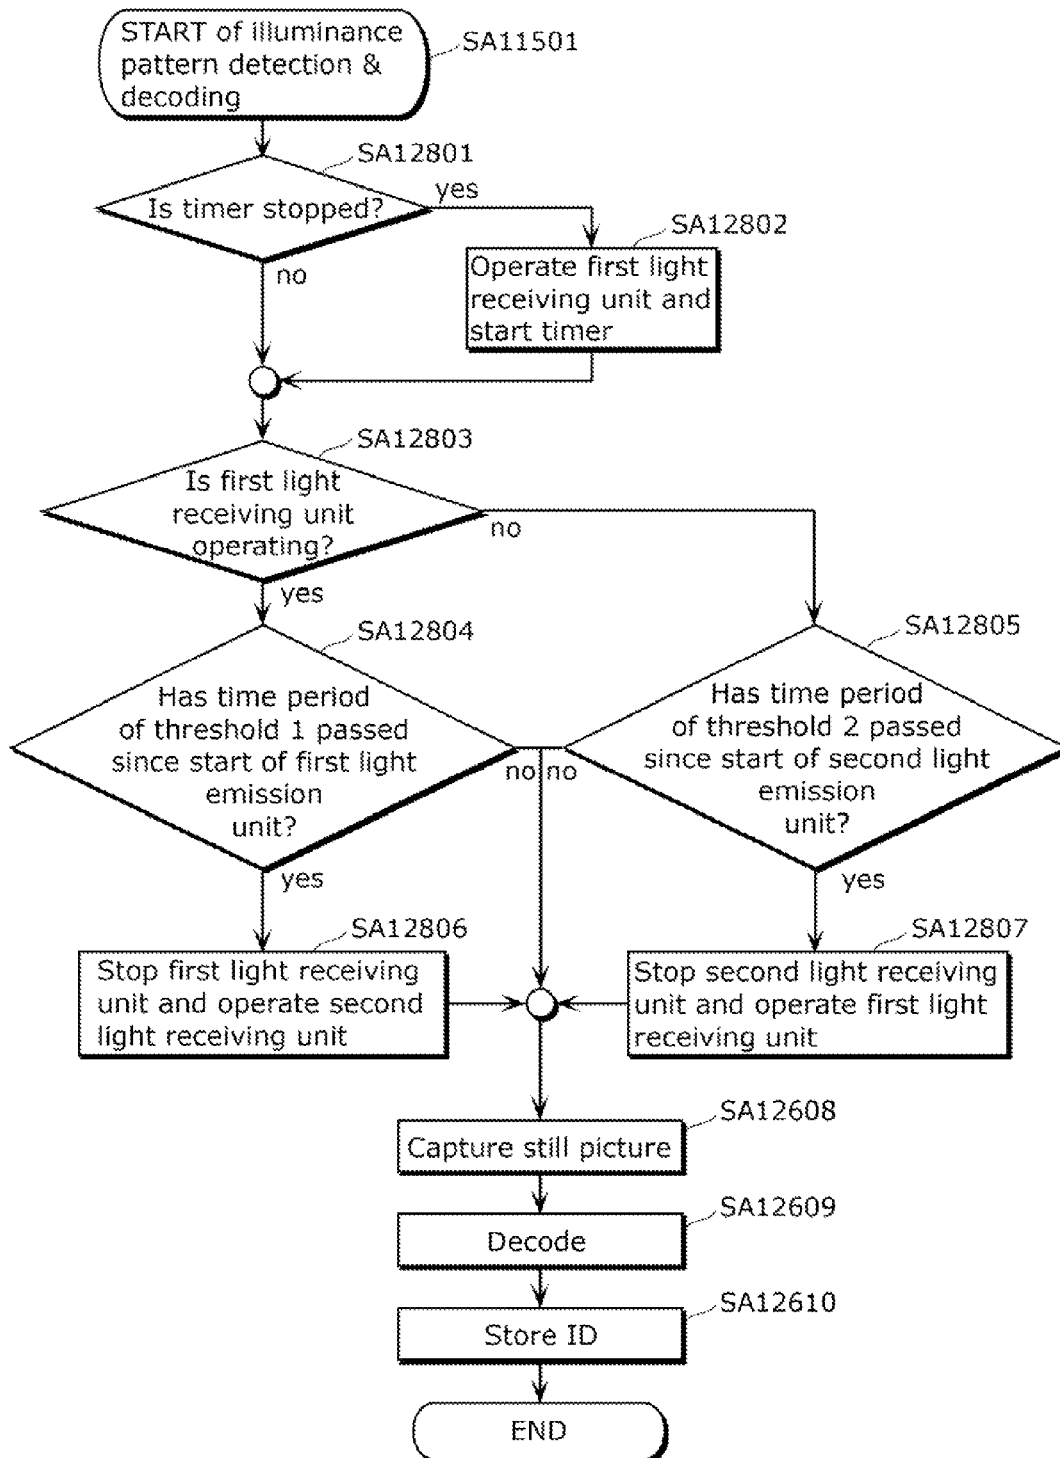 START of illuminance
pattern detection &
decoding
SA11501
SA12801
Is timer stopped?
yes
no
SA12802
Operate first light
receiving unit and
start timer
SA12803
Is first light
receiving unit
operating?
no
yes
SA12804
Has time period
of threshold 1 passed
since start of first light
emission
unit?
no
yes
SA12805
Has time period
of threshold 2 passed
since start of second light
emission
unit?
no
yes
SA12806
Stop first light receiving
unit and operate second
light receiving unit
SA12807
Stop second light receiving
unit and operate first light
receiving unit
SA12608
Capture still picture
SA12609
Decode
SA12610
Store ID
END